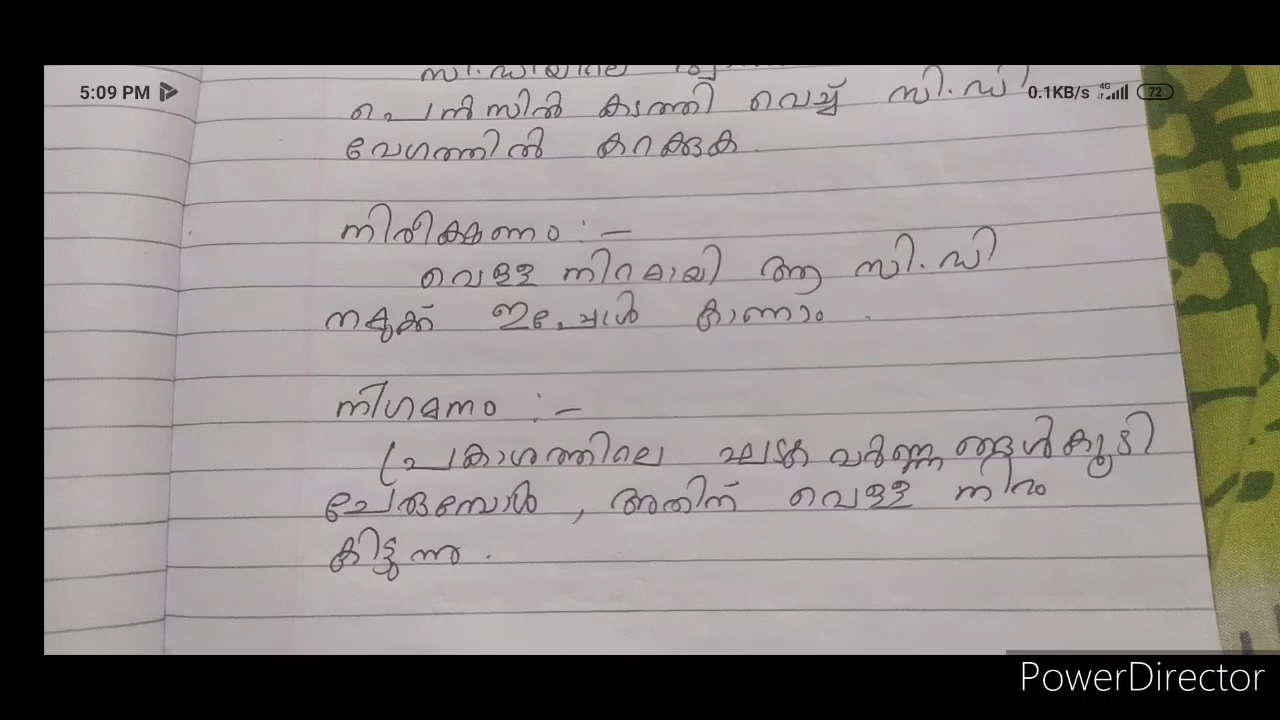 സി.ഡിയിലെ
5:09 PM
0.1KB/s 4G 72
പെൻസിൽ കടത്തി വെച്ച് സി.ഡി
വേഗത്തിൽ കറക്കുക.
നിരീക്ഷണം :-
വെള്ള നിറമായി ആ സി.ഡി
നമുക്ക് ഇപ്പോൾ കാണാം.
നിഗമനം :-
പ്രകാശത്തിലെ ഘടക വർണ്ണങ്ങൾകൂടി
ചേരുമ്പോൾ, അതിന് വെള്ള നിറം
കിട്ടുന്നു.
PowerDirector